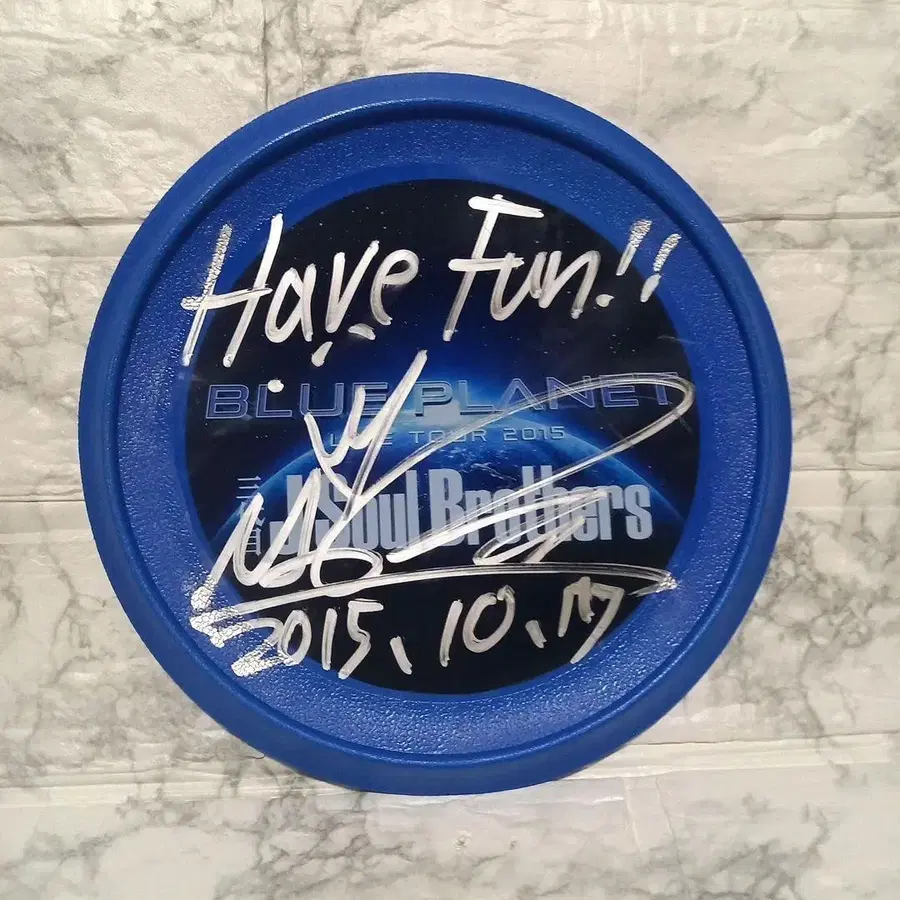 Have Fun!!
BLUE PLANET
LIVE TOUR 2015
三代目
J Soul Brothers
2015.10.17